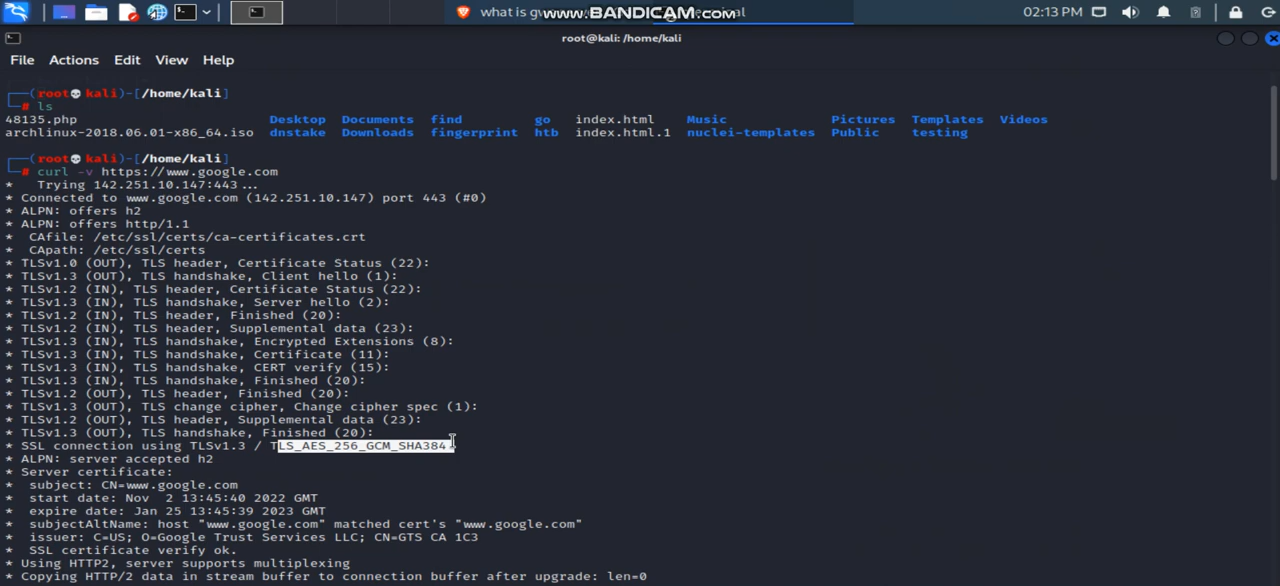 what is gv www.BANDICAM.com inal
02:13 PM
root@kali: /home/kali
File Actions Edit View Help
┌──(root💀kali)-[/home/kali]
└─# ls
48135.php Desktop Documents find go index.html Music Pictures Templates Videos
archlinux-2018.06.01-x86_64.iso dnstake Downloads fingerprint htb index.html.1 nuclei-templates Public testing
┌──(root💀kali)-[/home/kali]
└─# curl -v https://www.google.com
* Trying 142.251.10.147:443...
* Connected to www.google.com (142.251.10.147) port 443 (#0)
* ALPN: offers h2
* ALPN: offers http/1.1
* CAfile: /etc/ssl/certs/ca-certificates.crt
* CApath: /etc/ssl/certs
* TLSv1.0 (OUT), TLS header, Certificate Status (22):
* TLSv1.3 (OUT), TLS handshake, Client hello (1):
* TLSv1.2 (IN), TLS header, Certificate Status (22):
* TLSv1.3 (IN), TLS handshake, Server hello (2):
* TLSv1.2 (IN), TLS header, Finished (20):
* TLSv1.2 (IN), TLS header, Supplemental data (23):
* TLSv1.3 (IN), TLS handshake, Encrypted Extensions (8):
* TLSv1.3 (IN), TLS handshake, Certificate (11):
* TLSv1.3 (IN), TLS handshake, CERT verify (15):
* TLSv1.3 (IN), TLS handshake, Finished (20):
* TLSv1.2 (OUT), TLS header, Finished (20):
* TLSv1.3 (OUT), TLS change cipher, Change cipher spec (1):
* TLSv1.2 (OUT), TLS header, Supplemental data (23):
* TLSv1.3 (OUT), TLS handshake, Finished (20):
* SSL connection using TLSv1.3 / TLS_AES_256_GCM_SHA384
* ALPN: server accepted h2
* Server certificate:
* subject: CN=www.google.com
* start date: Nov 2 13:45:40 2022 GMT
* expire date: Jan 25 13:45:39 2023 GMT
* subjectAltName: host "www.google.com" matched cert's "www.google.com"
* issuer: C=US; O=Google Trust Services LLC; CN=GTS CA 1C3
* SSL certificate verify ok.
* Using HTTP2, server supports multiplexing
* Copying HTTP/2 data in stream buffer to connection buffer after upgrade: len=0